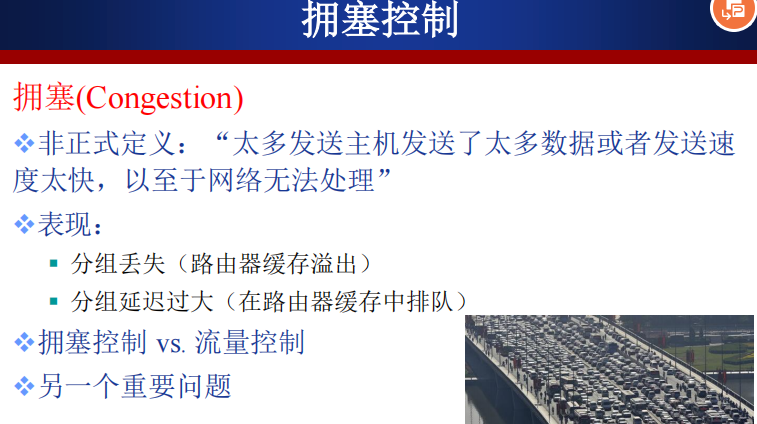 拥塞控制
拥塞(Congestion)
非正式定义：“太多发送主机发送了太多数据或者发送速
度太快，以至于网络无法处理”
表现：
分组丢失（路由器缓存溢出）
分组延迟过大（在路由器缓存中排队）
拥塞控制 vs. 流量控制
另一个重要问题